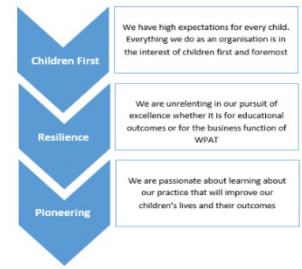 Children First
We have high expectations for every child.
Everything we do as an organisation is in
the interest of children first and foremost
Resilience
We are unrelenting in our pursuit of
excellence whether it is for educational
outcomes or for the business function of
WPAT
Pioneering
We are passionate about learning about
our practice that will improve our
children's lives and their outcomes